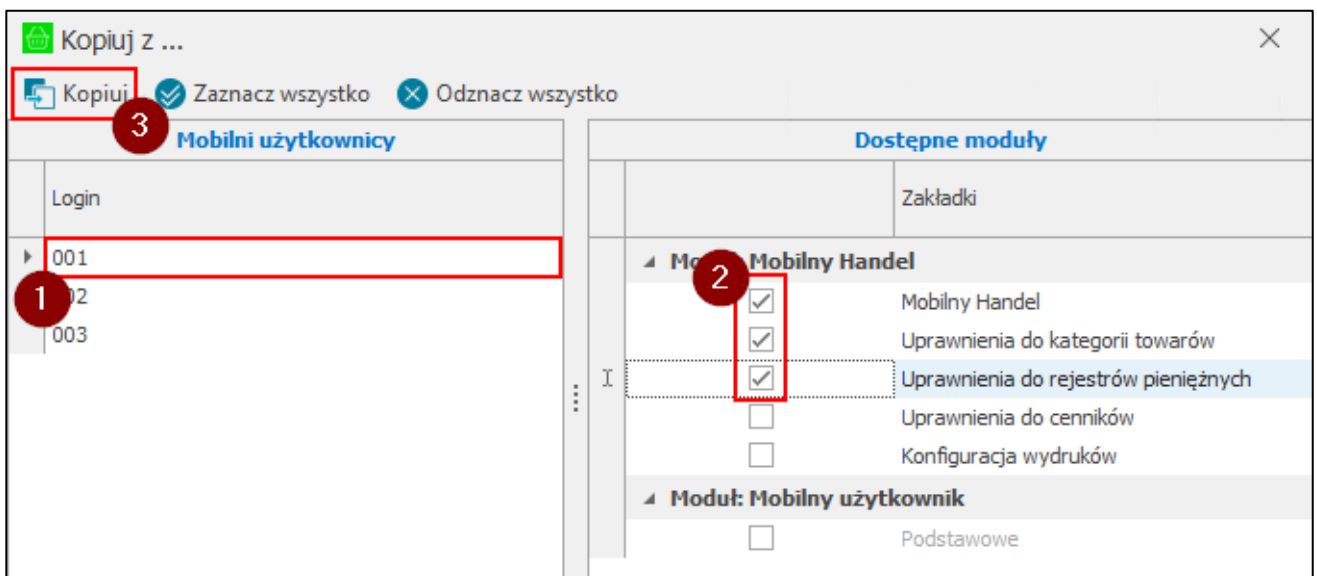 Kopiuj z ...
Kopiuj Zaznacz wszystko Odznacz wszystko
3
Mobilni użytkownicy
Dostępne moduły
Login
Zakładki
001
Mobilny Handel
1
2
003
Mobilny Handel
Uprawnienia do kategorii towarów
Uprawnienia do rejestrów pieniężnych
Uprawnienia do cenników
Konfiguracja wydruków
Moduł: Mobilny użytkownik
Podstawowe